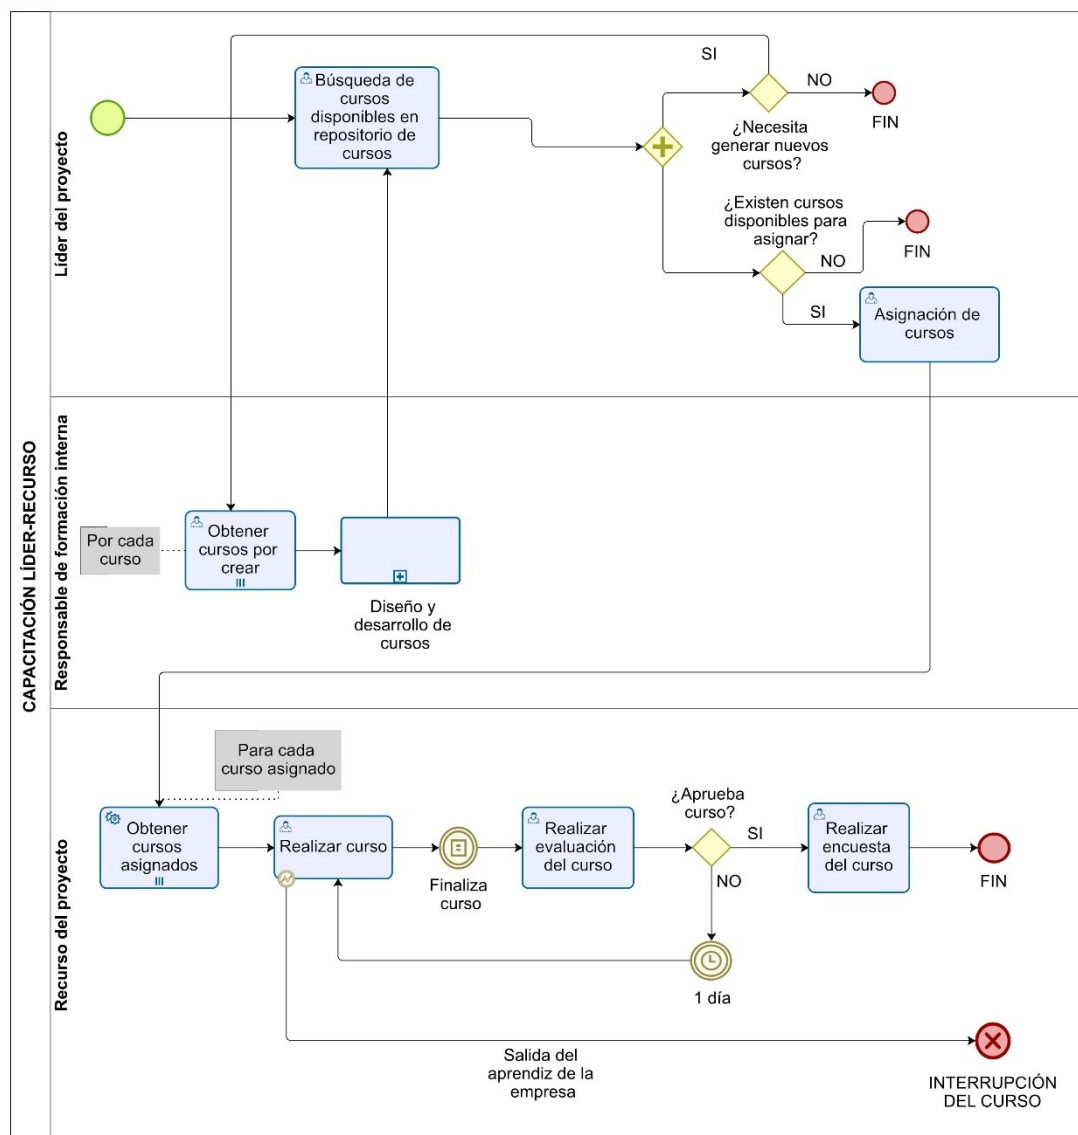 CAPACITACIÓN LÍDER-RECURSO
Líder del proyecto
Búsqueda de
cursos
disponibles en
repositorio de
cursos
SI
NO
FIN
¿Necesita
generar nuevos
cursos?
¿Existen cursos
disponibles para
asignar?
NO
FIN
SI
Asignación de
cursos
Responsable de formación interna
Por cada
curso
Obtener
cursos por
crear
Diseño y
desarrollo de
cursos
Recurso del proyecto
Para cada
curso asignado
Obtener
cursos
asignados
Realizar curso
Finaliza
curso
Realizar
evaluación
del curso
¿Aprueba
curso?
SI
NO
Realizar
encuesta
del curso
FIN
1 día
Salida del
aprendiz de la
empresa
INTERRUPCIÓN
DEL CURSO